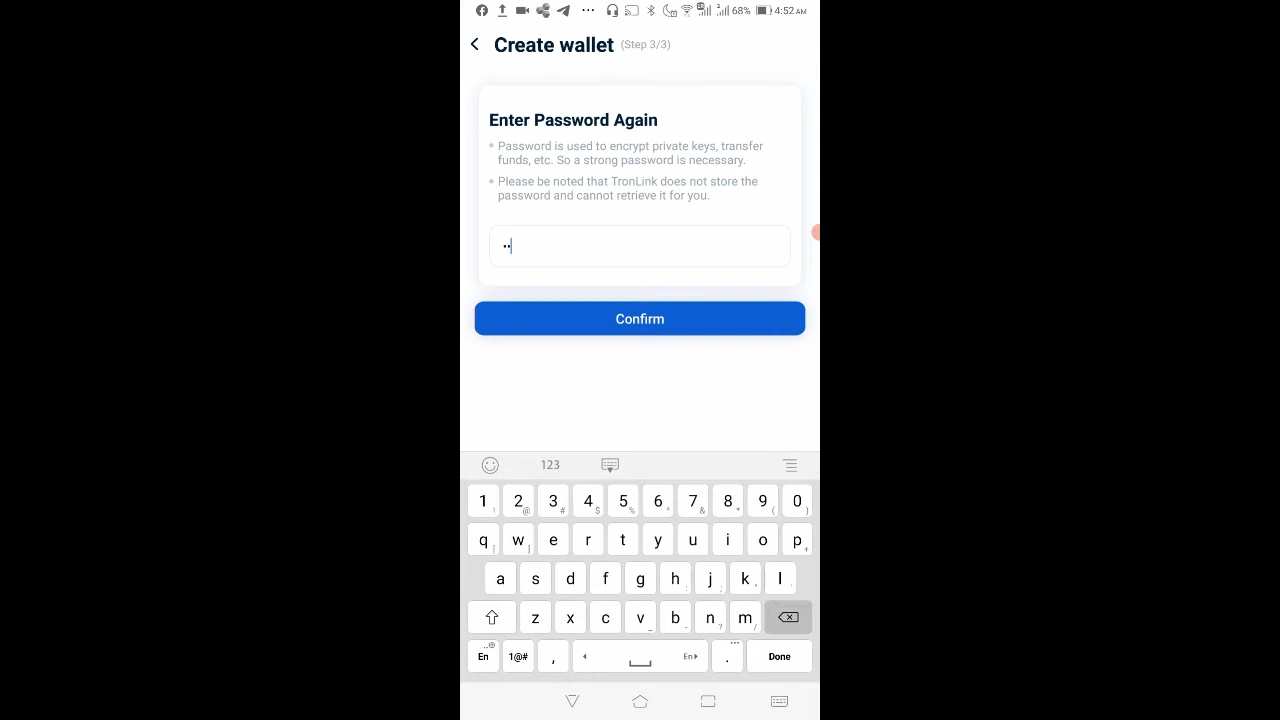 68% 4:52 AM
Create wallet (Step 3/3)
Enter Password Again
Password is used to encrypt private keys, transfer
funds, etc. So a strong password is necessary.
Please be noted that TronLink does not store the
password and cannot retrieve it for you.
••
Confirm
123
1 ! 2 @ 3 # 4 $ 5 % 6 ^ 7 & 8 * 9 ( 0 )
q [ w ] e r t y u i o p +
a s d f g h : j ; k l
z x c v _ b - n ? m /
En 1@# , En . Done